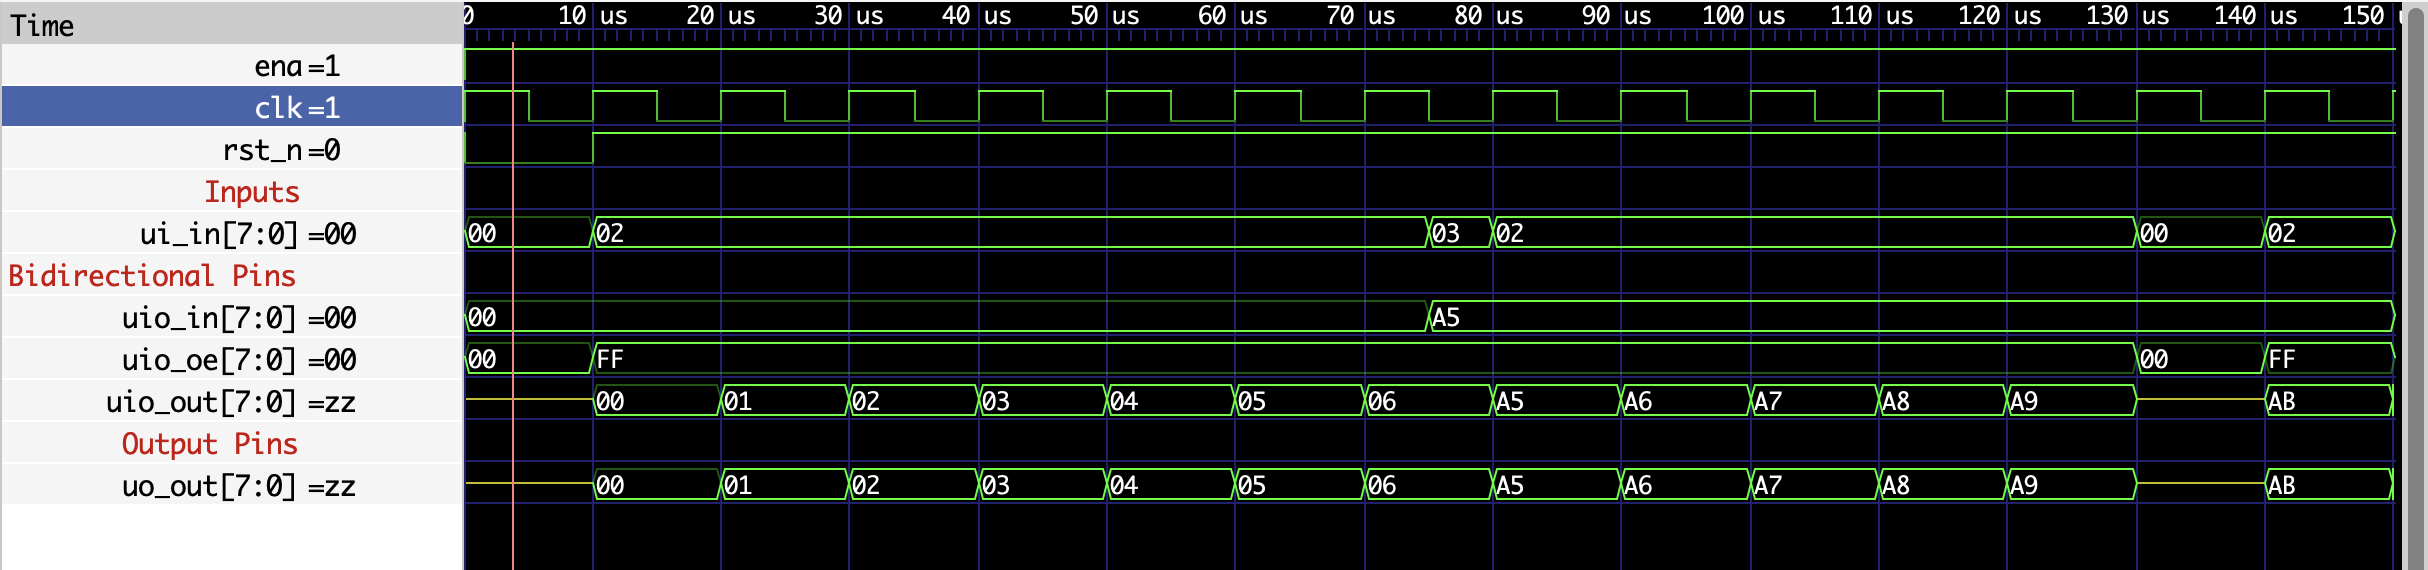 Time
0 10 us 20 us 30 us 40 us 50 us 60 us 70 us 80 us 90 us 100 us 110 us 120 us 130 us 140 us 150 u
ena=1
clk=1
rst_n=0
Inputs
ui_in[7:0] =00 00 02 03 02 00 02
Bidirectional Pins
uio_in[7:0] =00 00 A5
uio_oe[7:0] =00 00 FF 00 FF
uio_out[7:0] =zz 00 01 02 03 04 05 06 A5 A6 A7 A8 A9 AB
Output Pins
uo_out[7:0] =zz 00 01 02 03 04 05 06 A5 A6 A7 A8 A9 AB